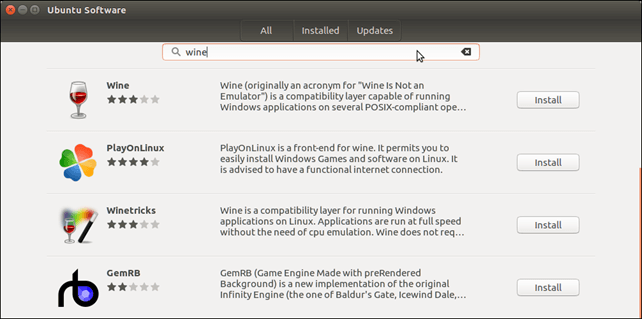 Ubuntu Software
All Installed Updates
wine
Wine
Wine (originally an acronym for "Wine Is Not an
Emulator") is a compatibility layer capable of running
Windows applications on several POSIX-compliant ope...
Install
PlayOnLinux
PlayOnLinux is a front-end for wine. It permits you to
easily install Windows Games and software on Linux. It
is advised to have a functional internet connection.
Install
Winetricks
Wine is a compatibility layer for running Windows
applications on Linux. Applications are run at full speed
without the need of cpu emulation. Wine does not req...
Install
GemRB
GemRB (Game Engine Made with preRendered
Background) is a new implementation of the original
Infinity Engine (the one of Baldur's Gate, Icewind Dale,...
Install